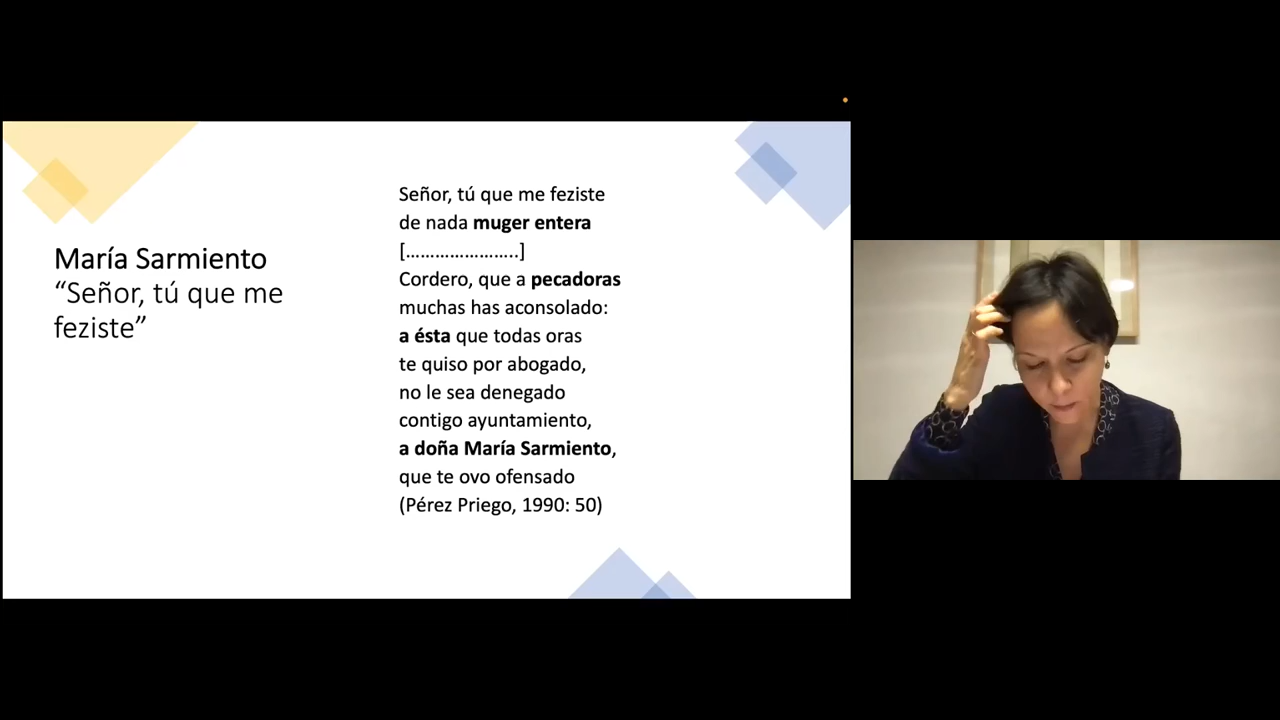 María Sarmiento
“Señor, tú que me
feziste”
Señor, tú que me feziste
de nada muger entera
[…………………..]
Cordero, que a pecadoras
muchas has aconsolado:
a ésta que todas oras
te quiso por abogado,
no le sea denegado
contigo ayuntamiento,
a doña María Sarmiento,
que te ovo ofensado
(Pérez Priego, 1990: 50)